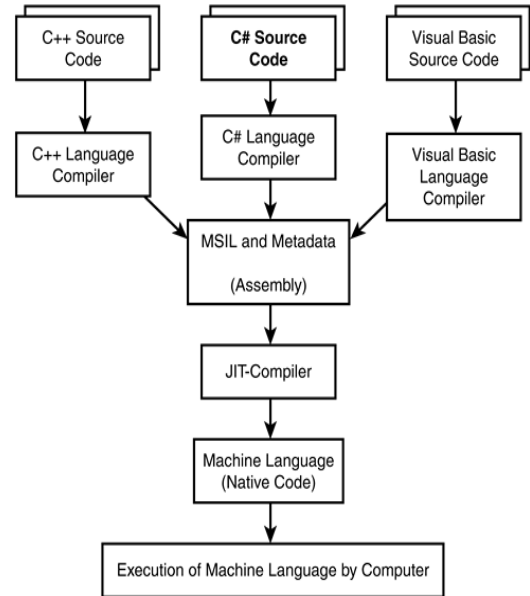 C++ Source
Code
C# Source
Code
Visual Basic
Source Code
C++ Language
Compiler
C# Language
Compiler
Visual Basic
Language
Compiler
MSIL and Metadata
(Assembly)
JIT-Compiler
Machine Language
(Native Code)
Execution of Machine Language by Computer